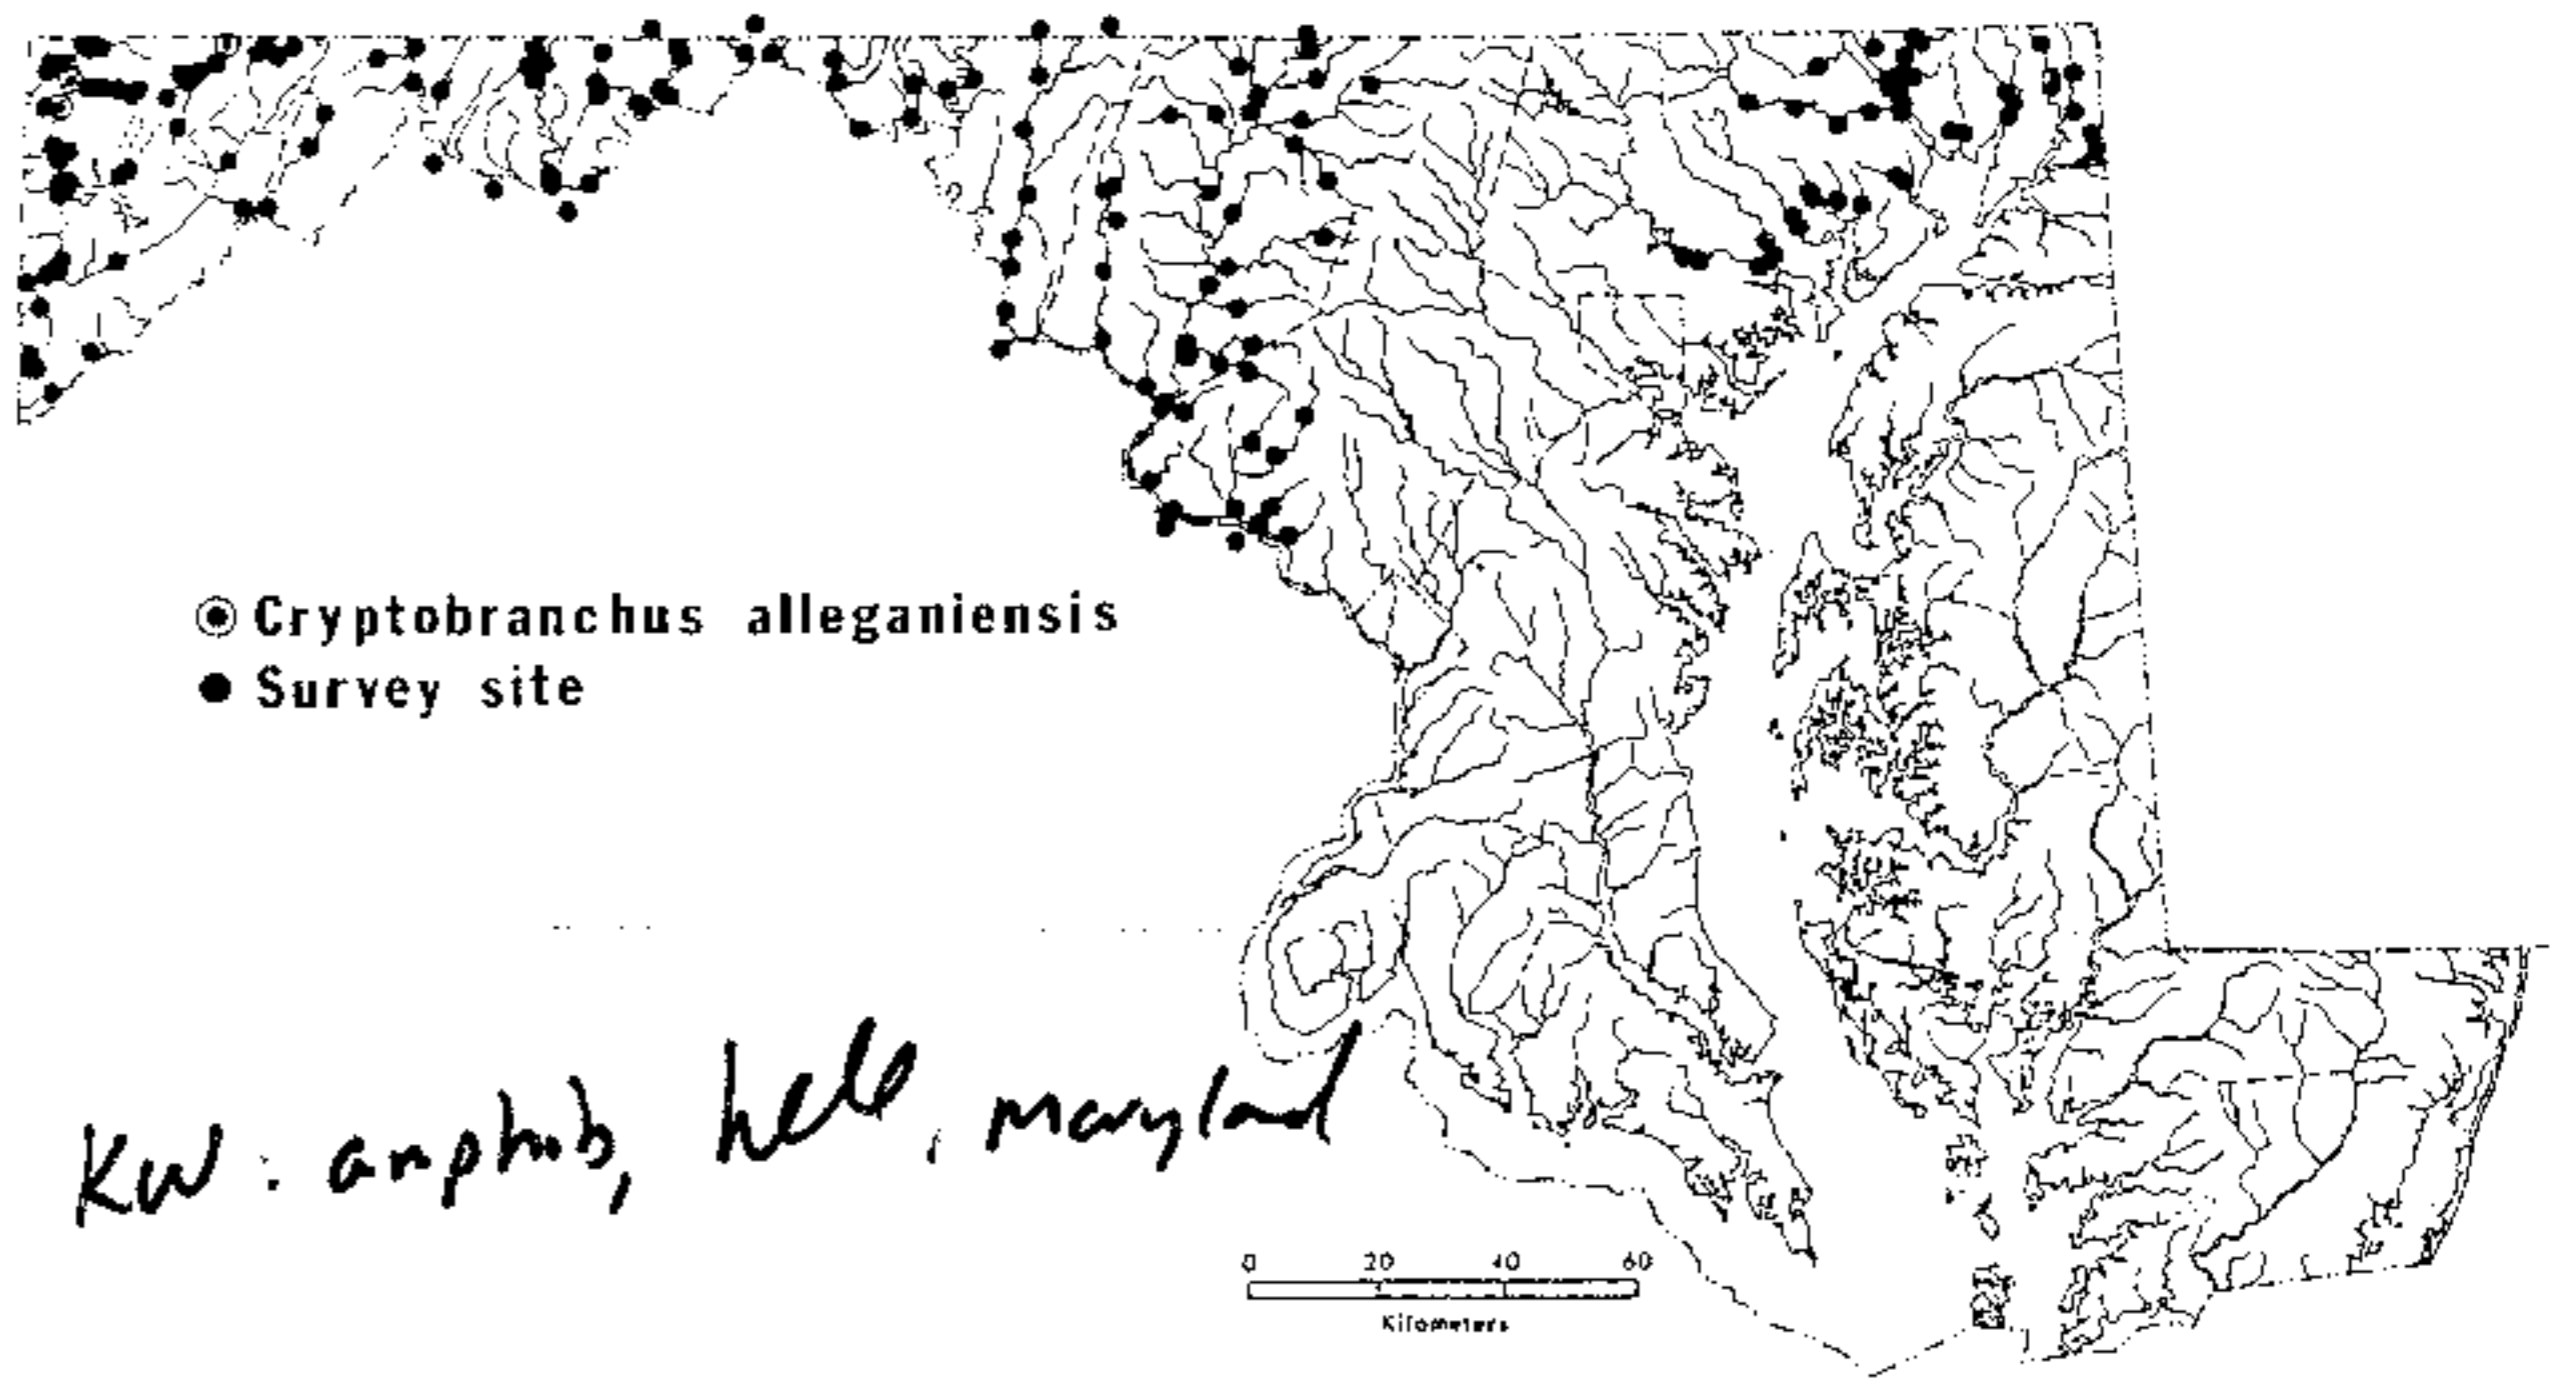 Cryptobranchus alleganiensis
Survey site
KW: amphib, hell, maryland
0 20 40 60
Kilometers